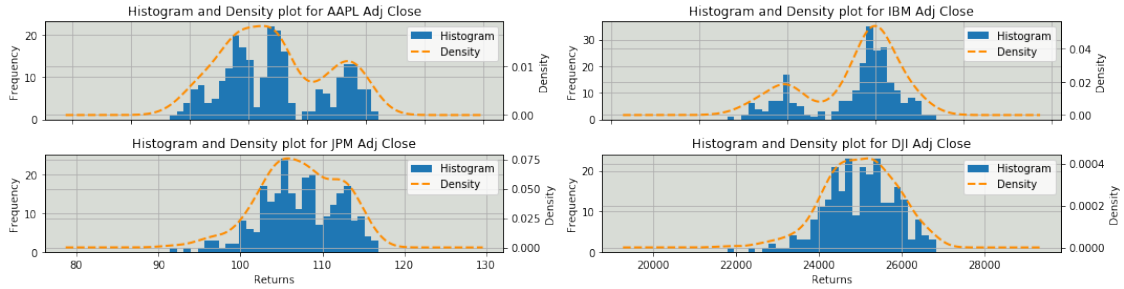 Histogram and Density plot for AAPL Adj Close
Frequency
20
10
0
Histogram
Density
0.01
0.00
Density
Histogram and Density plot for IBM Adj Close
Frequency
30
20
10
0
Histogram
Density
0.04
0.02
0.00
Density
Histogram and Density plot for JPM Adj Close
Frequency
20
10
0
Histogram
Density
0.075
0.050
0.025
0.000
Density
80 90 100 110 120 130
Returns
Histogram and Density plot for DJI Adj Close
Frequency
20
10
0
Histogram
Density
0.0004
0.0002
0.0000
Density
20000 22000 24000 26000 28000
Returns